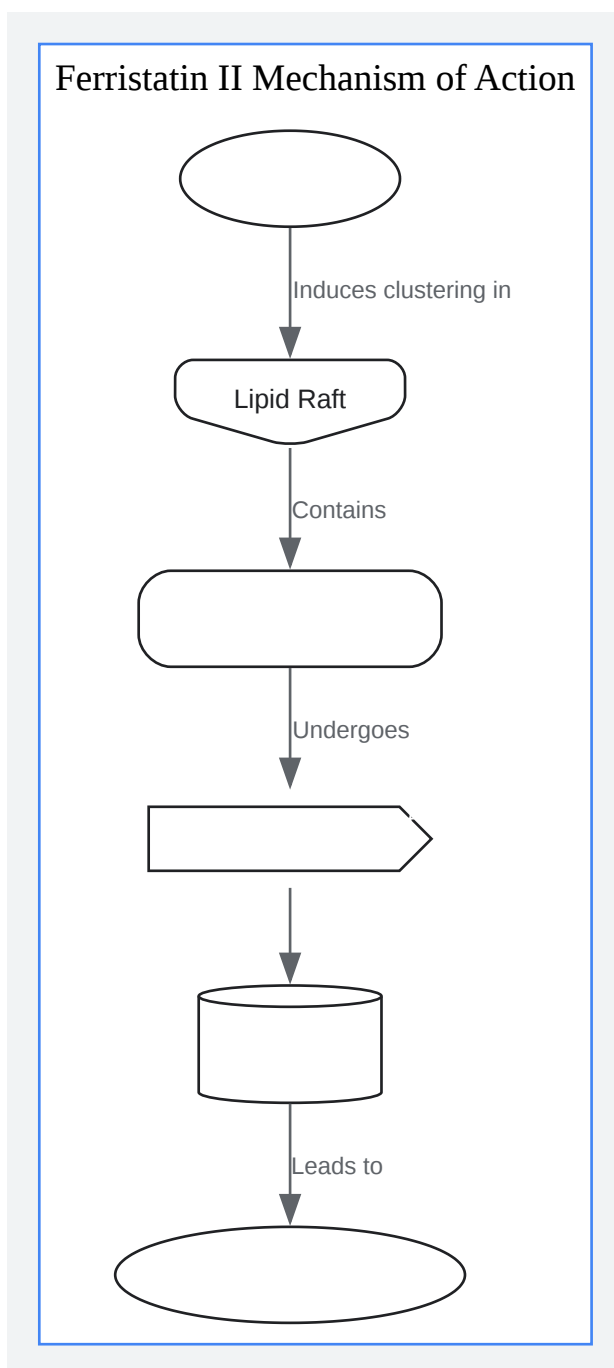 Ferristatin II Mechanism of Action
Induces clustering in
Lipid Raft
Contains
Undergoes
Leads to